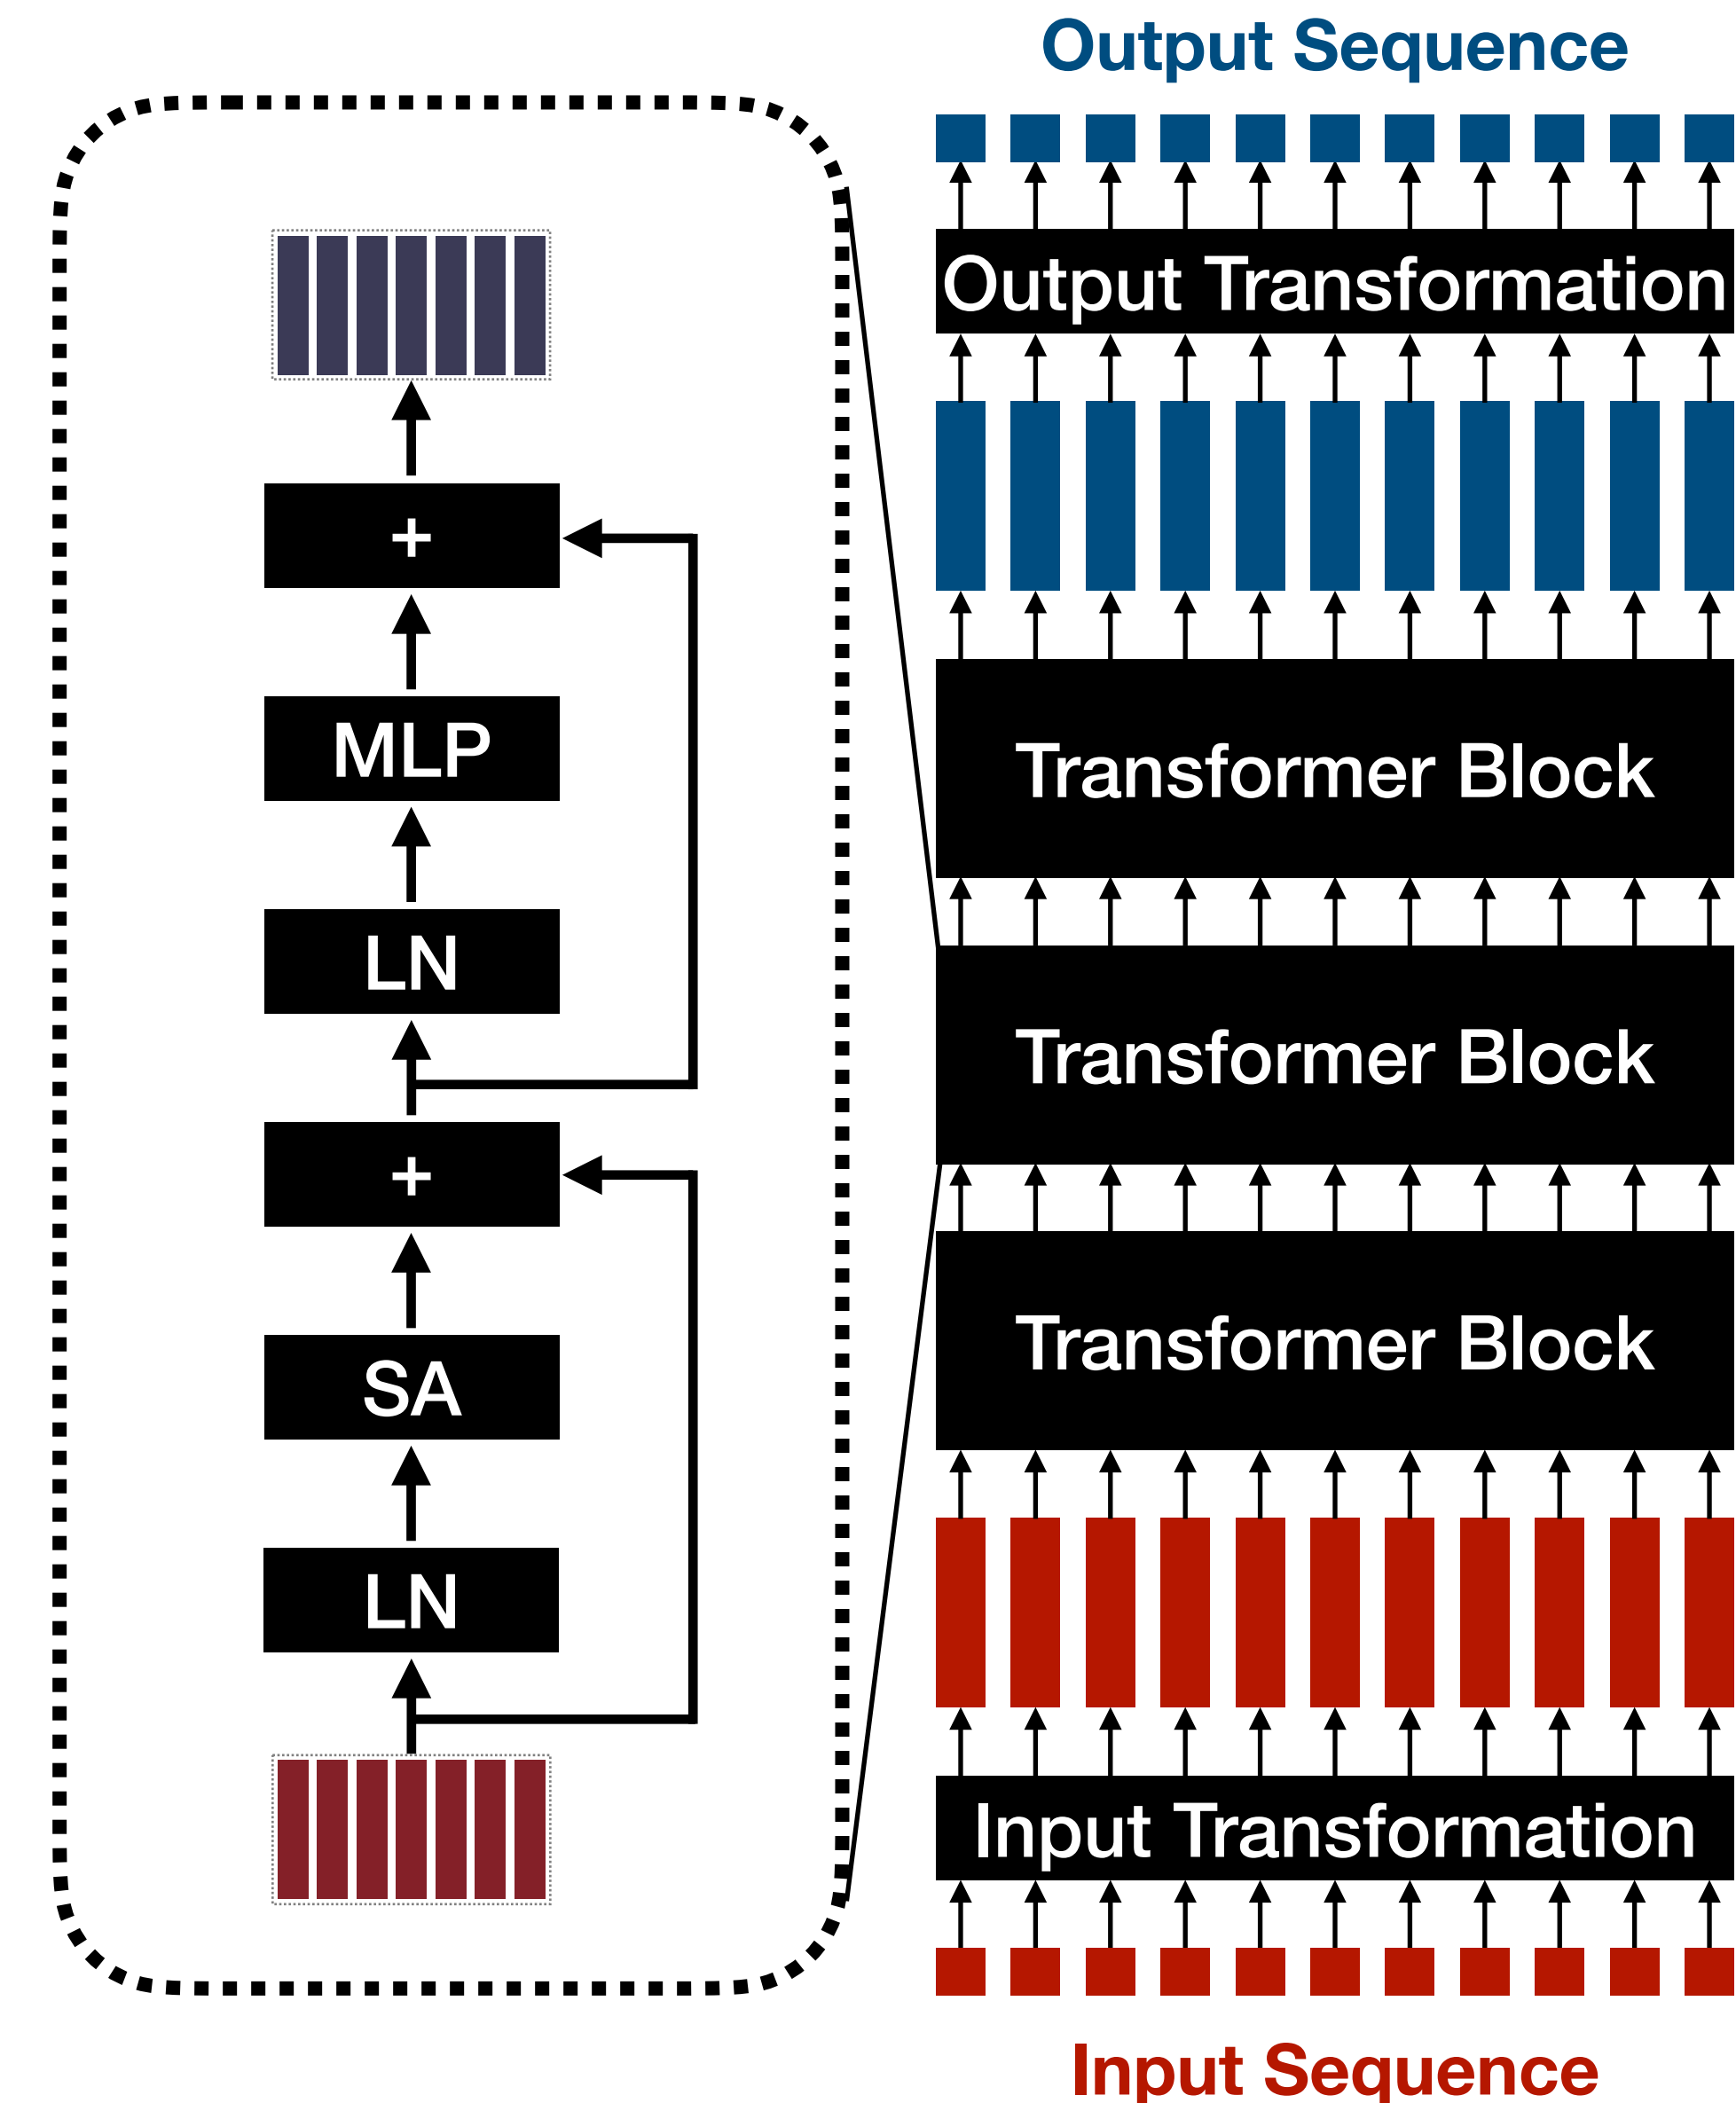 Output Sequence
Output Transformation
Transformer Block
Transformer Block
Transformer Block
Input Transformation
Input Sequence
+
MLP
LN
+
SA
LN